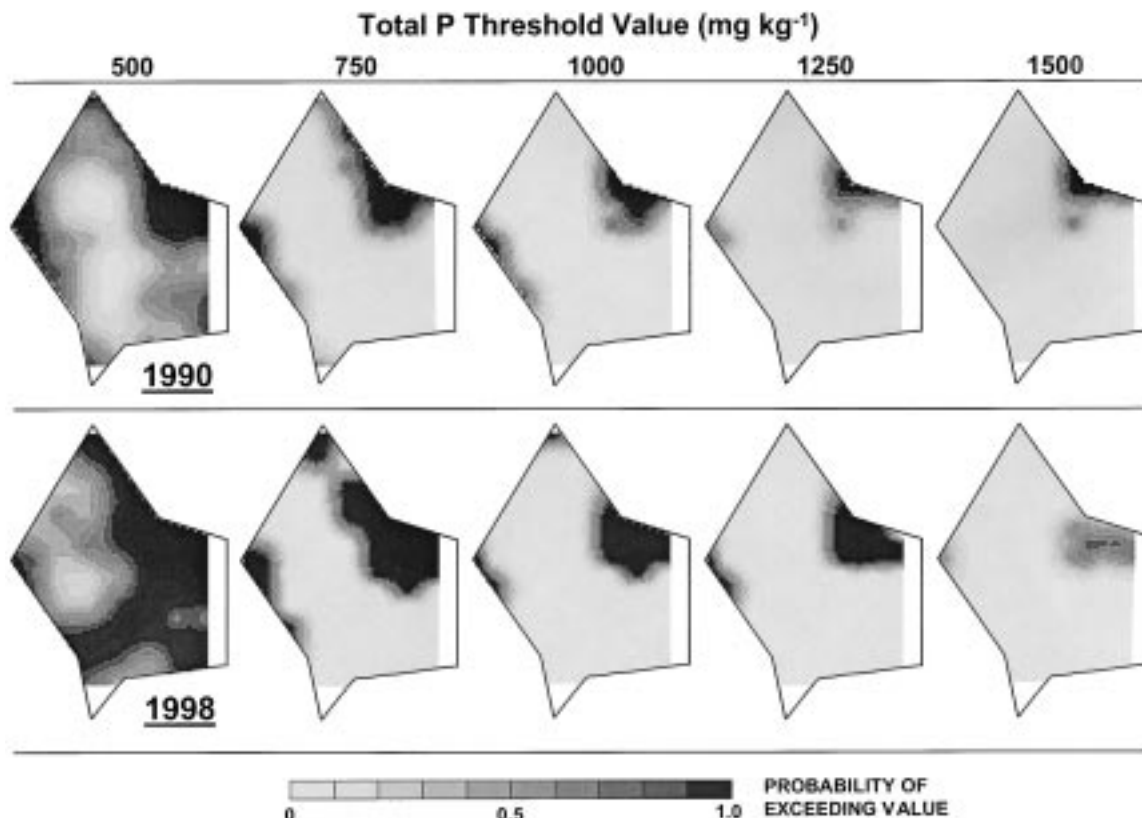 Total P Threshold Value (mg kg⁻¹)
500 750 1000 1250 1500
1990
1998
0 0.5 1.0
PROBABILITY OF
EXCEEDING VALUE